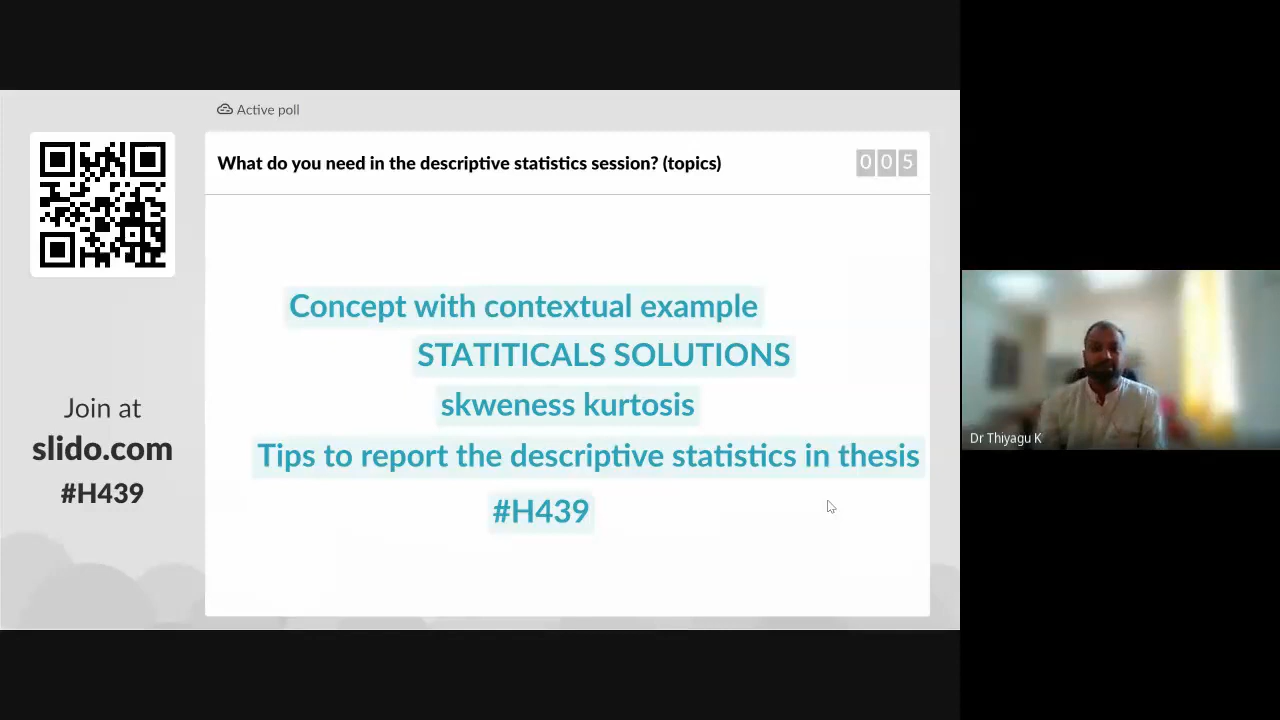 Active poll
What do you need in the descriptive statistics session? (topics)
005
Concept with contextual example
STATITICALS SOLUTIONS
skweness kurtosis
Tips to report the descriptive statistics in thesis
#H439
Join at
slido.com
#H439
Dr Thiyagu K